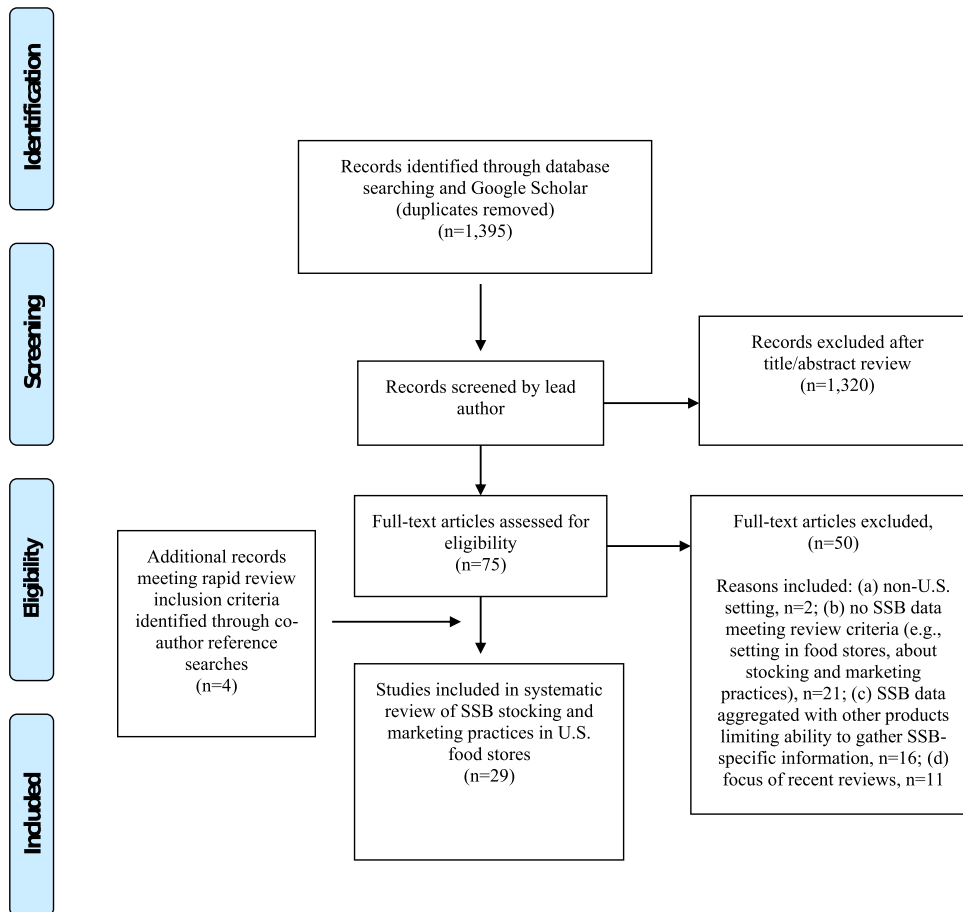 Identification
Records identified through database
searching and Google Scholar
(duplicates removed)
(n=1,395)
Screening
Records excluded after
title/abstract review
(n=1,320)
Records screened by lead
author
Eligibility
Full-text articles assessed for
eligibility
(n=75)
Full-text articles excluded,
(n=50)
Reasons included: (a) non-U.S.
setting, n=2; (b) no SSB data
meeting review criteria (e.g.,
setting in food stores, about
stocking and marketing
practices), n=21; (c) SSB data
aggregated with other products
limiting ability to gather SSB-
specific information, n=16; (d)
focus of recent reviews, n=11
Additional records
meeting rapid review
inclusion criteria
identified through co-
author reference
searches
(n=4)
Included
Studies included in systematic
review of SSB stocking and
marketing practices in U.S.
food stores
(n=29)